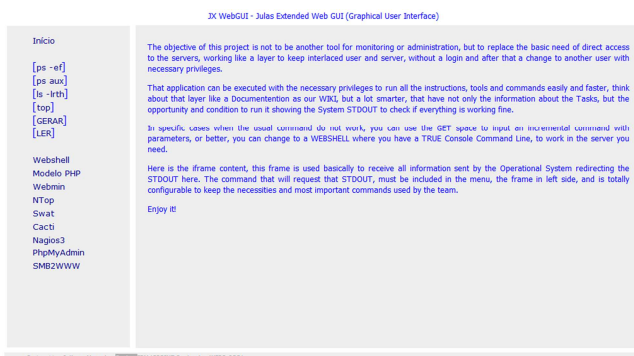 JX WebGUI - Julas Extended Web GUI (Graphical User Interface)
Início
[ps -ef]
[ps aux]
[ls -lrth]
[top]
[GERAR]
[LER]
Webshell
Modelo PHP
Webmin
NTop
Swat
Cacti
Nagios3
PhpMyAdmin
SMB2WWW
The objective of this project is not to be another tool for monitoring or administration, but to replace the basic need of direct access
to the servers, working like a layer to keep interlaced user and server, without a login and after that a change to another user with
necessary privileges.
That application can be executed with the necessary privileges to run all the instructions, tools and commands easily and faster, think
about that layer like a Documentention as our WIKI, but a lot smarter, that have not only the information about the Tasks, but the
opportunity and condition to run it showing the System STDOUT to check if everything is working fine.
In specific cases when the usual command do not work, you can use the GET space to input an incremental command with
parameters, or better, you can change to a WEBSHELL where you have a TRUE Console Command Line, to work in the server you
need.
Here is the iframe content, this frame is used basically to receive all information sent by the Operational System redirecting the
STDOUT here. The command that will request that STDOUT, must be included in the menu, the frame in left side, and is totally
configurable to keep the necessities and most important commands used by the team.
Enjoy it!